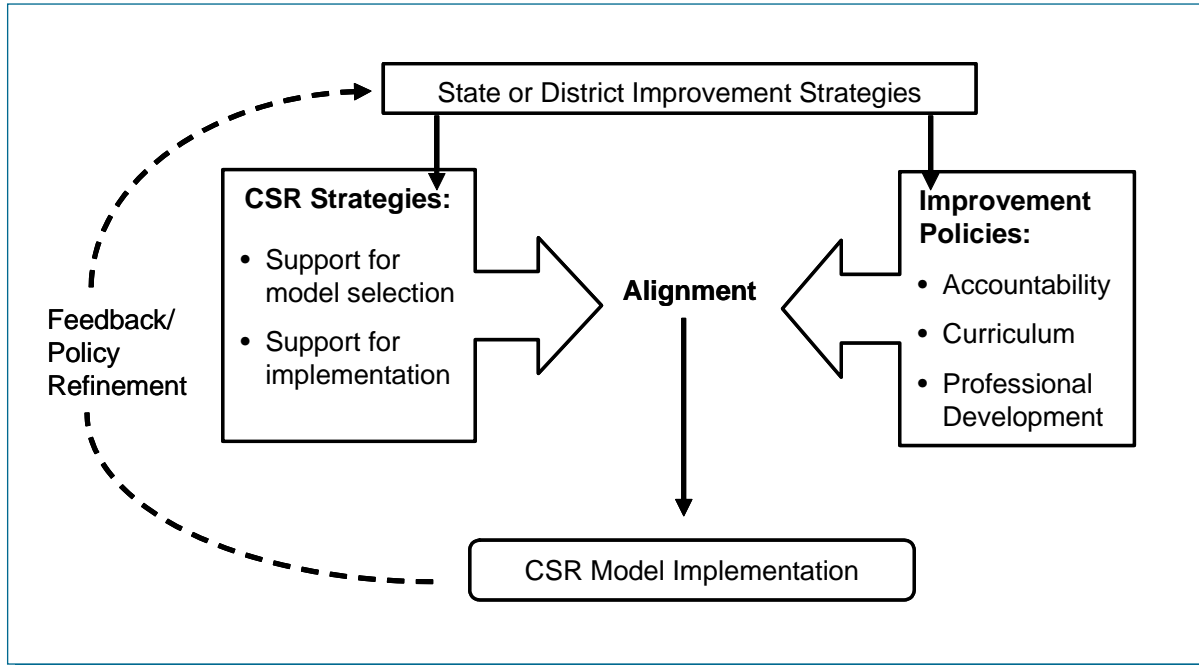 State or District Improvement Strategies
CSR Strategies:
• Support for
model selection
• Support for
implementation
Alignment
Improvement
Policies:
• Accountability
• Curriculum
• Professional
Development
Feedback/
Policy
Refinement
CSR Model Implementation